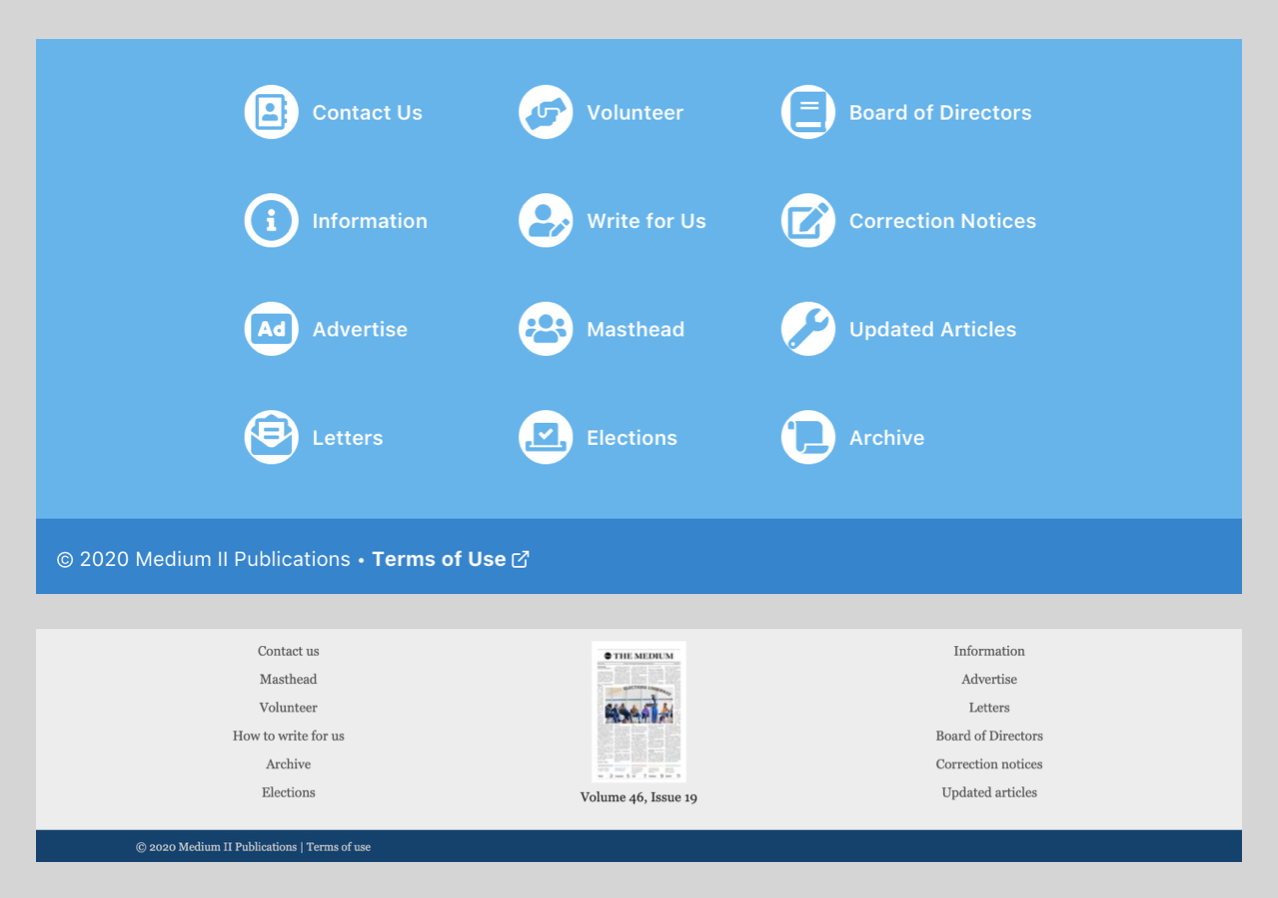 Contact Us
Volunteer
Board of Directors
Information
Write for Us
Correction Notices
Ad
Advertise
Masthead
Updated Articles
Letters
Elections
Archive
© 2020 Medium II Publications • Terms of Use
Contact us
Masthead
Volunteer
How to write for us
Archive
Elections
THE MEDIUM
Volume 46, Issue 19
Information
Advertise
Letters
Board of Directors
Correction notices
Updated articles
© 2020 Medium II Publications | Terms of use